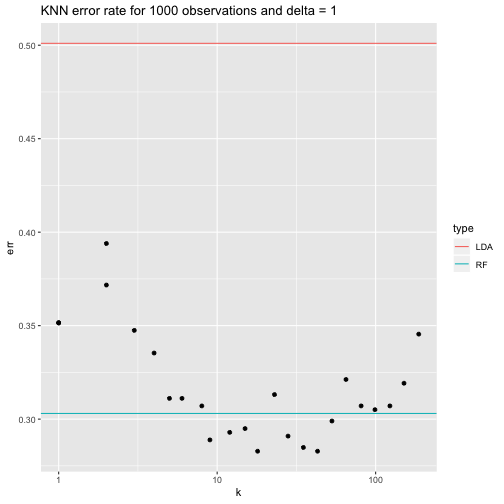 KNN error rate for 1000 observations and delta = 1
0.50
0.45
0.40
0.35
0.30
err
1
10
100
k
type
LDA
RF